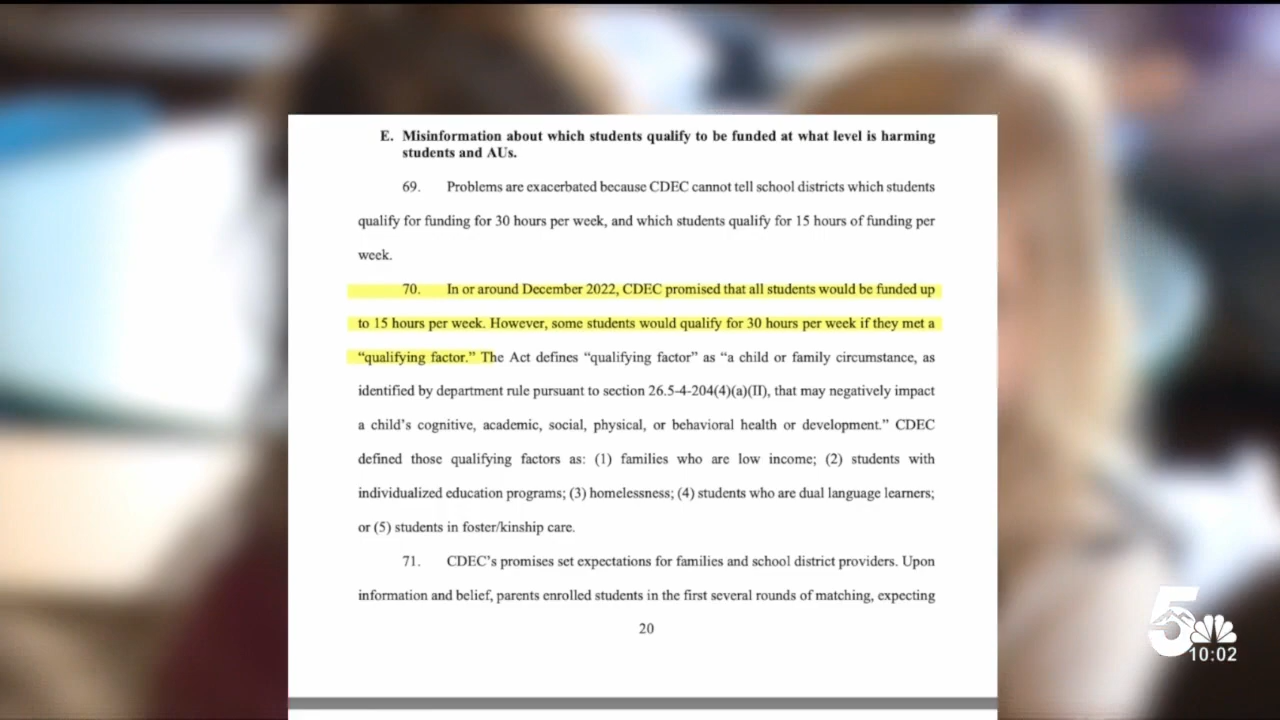 E. Misinformation about which students qualify to be funded at what level is harming
students and AUs.
69. Problems are exacerbated because CDEC cannot tell school districts which students
qualify for funding for 30 hours per week, and which students qualify for 15 hours of funding per
week.
70. In or around December 2022, CDEC promised that all students would be funded up
to 15 hours per week. However, some students would qualify for 30 hours per week if they met a
“qualifying factor.” The Act defines “qualifying factor” as “a child or family circumstance, as
identified by department rule pursuant to section 26.5-4-204(4)(a)(II), that may negatively impact
a child’s cognitive, academic, social, physical, or behavioral health or development.” CDEC
defined those qualifying factors as: (1) families who are low income; (2) students with
individualized education programs; (3) homelessness; (4) students who are dual language learners;
or (5) students in foster/kinship care.
71. CDEC’s promises set expectations for families and school district providers. Upon
information and belief, parents enrolled students in the first several rounds of matching, expecting
20
5
10:02